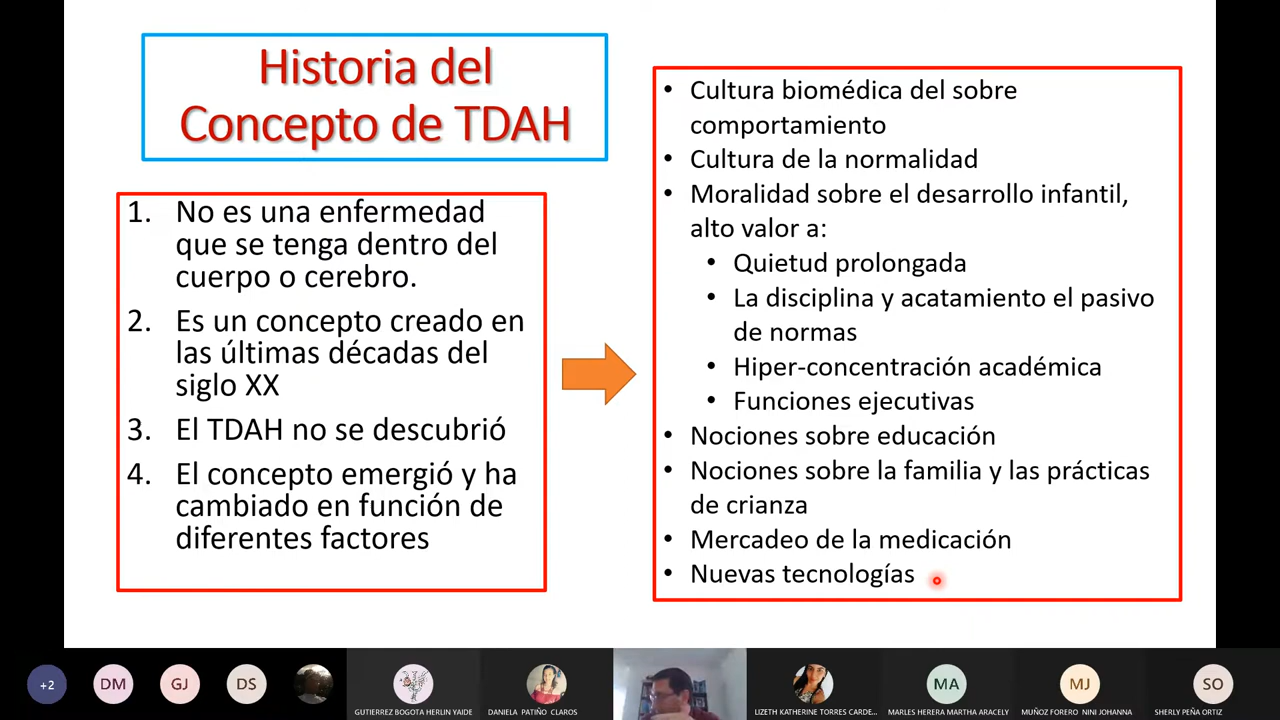 Historia del
Concepto de TDAH
1. No es una enfermedad
que se tenga dentro del
cuerpo o cerebro.
2. Es un concepto creado en
las últimas décadas del
siglo XX
3. El TDAH no se descubrió
4. El concepto emergió y ha
cambiado en función de
diferentes factores
• Cultura biomédica del sobre
comportamiento
• Cultura de la normalidad
• Moralidad sobre el desarrollo infantil,
alto valor a:
• Quietud prolongada
• La disciplina y acatamiento el pasivo
de normas
• Hiper-concentración académica
• Funciones ejecutivas
• Nociones sobre educación
• Nociones sobre la familia y las prácticas
de crianza
• Mercadeo de la medicación
• Nuevas tecnologías
+2
DM
GJ
DS
GUTIERREZ BOGOTA HERLIN YAIDE
DANIELA PATIÑO CLAROS
LIZETH KATHERINE TORRES CARDE...
MA
MARLES HERERA MARTHA ARACELY
MJ
MUÑOZ FORERO NINI JOHANNA
SO
SHERLY PEÑA ORTIZ